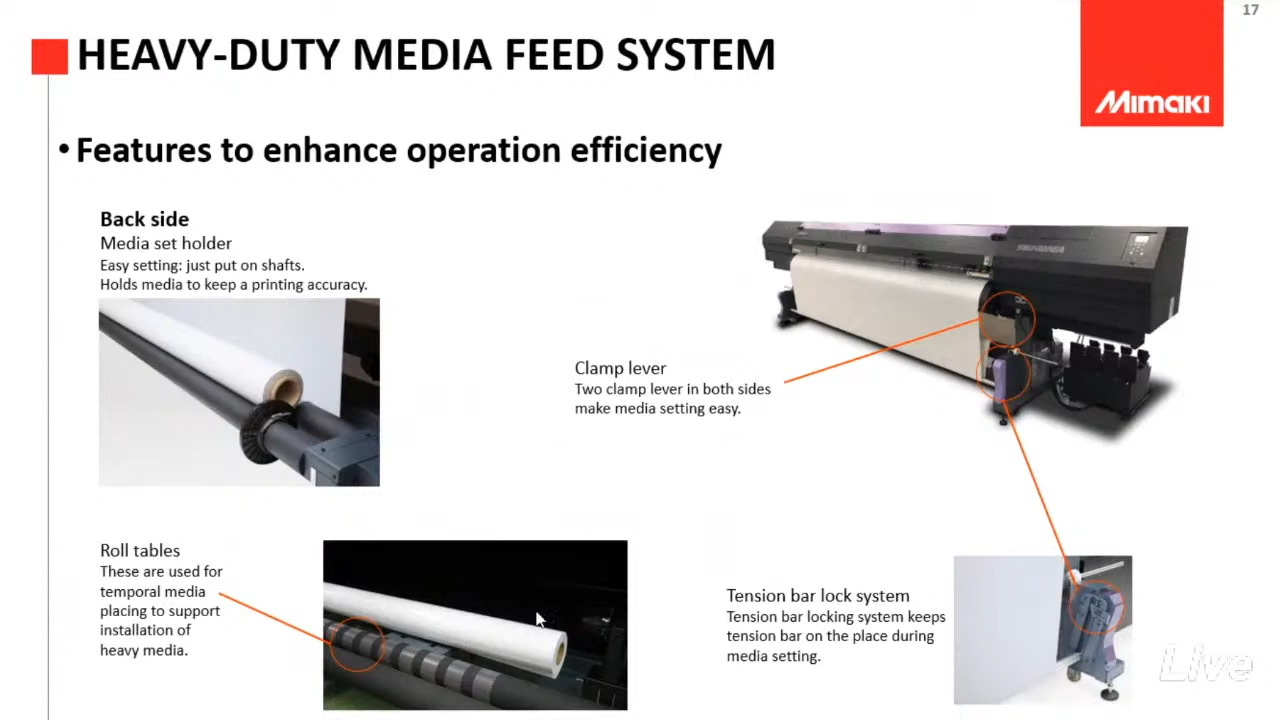 17
HEAVY-DUTY MEDIA FEED SYSTEM
Mimaki
• Features to enhance operation efficiency
Back side
Media set holder
Easy setting: just put on shafts.
Holds media to keep a printing accuracy.
Clamp lever
Two clamp lever in both sides
make media setting easy.
Roll tables
These are used for
temporal media
placing to support
installation of
heavy media.
Tension bar lock system
Tension bar locking system keeps
tension bar on the place during
media setting.
Live